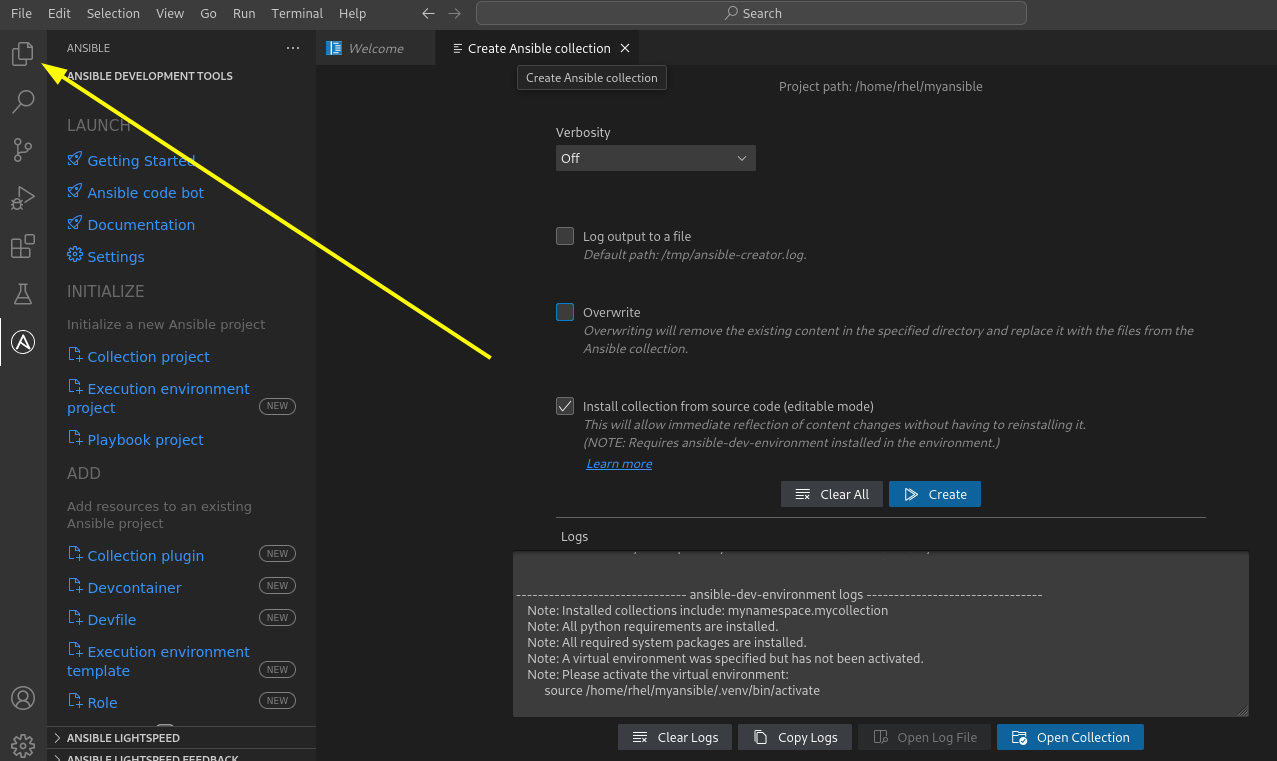 File Edit Selection View Go Run Terminal Help
Search
ANSIBLE
Welcome
Create Ansible collection
ANSIBLE DEVELOPMENT TOOLS
Create Ansible collection
LAUNCH
Getting Started
Ansible code bot
Documentation
Settings
INITIALIZE
Initialize a new Ansible project
Collection project
Execution environment
project NEW
Playbook project
ADD
Add resources to an existing
Ansible project
Collection plugin NEW
Devcontainer NEW
Devfile NEW
Execution environment
template NEW
Role NEW
ANSIBLE LIGHTSPEED
ANSIBLE LIGHTSPEED FEEDBACK
Project path: /home/rhel/myansible
Verbosity
Off
Log output to a file
Default path: /tmp/ansible-creator.log.
Overwrite
Overwriting will remove the existing content in the specified directory and replace it with the files from the
Ansible collection.
Install collection from source code (editable mode)
This will allow immediate reflection of content changes without having to reinstalling it.
(NOTE: Requires ansible-dev-environment installed in the environment.)
Learn more
Clear All
Create
Logs
------------------------------- ansible-dev-environment logs --------------------------------
Note: Installed collections include: mynamespace.mycollection
Note: All python requirements are installed.
Note: All required system packages are installed.
Note: A virtual environment was specified but has not been activated.
Note: Please activate the virtual environment:
source /home/rhel/myansible/.venv/bin/activate
Clear Logs
Copy Logs
Open Log File
Open Collection